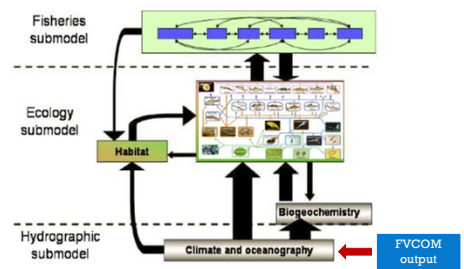 Fisheries
submodel
Ecology
submodel
Habitat
Biogeochemistry
Hydrographic
submodel
Climate and oceanography
FVCOM
output